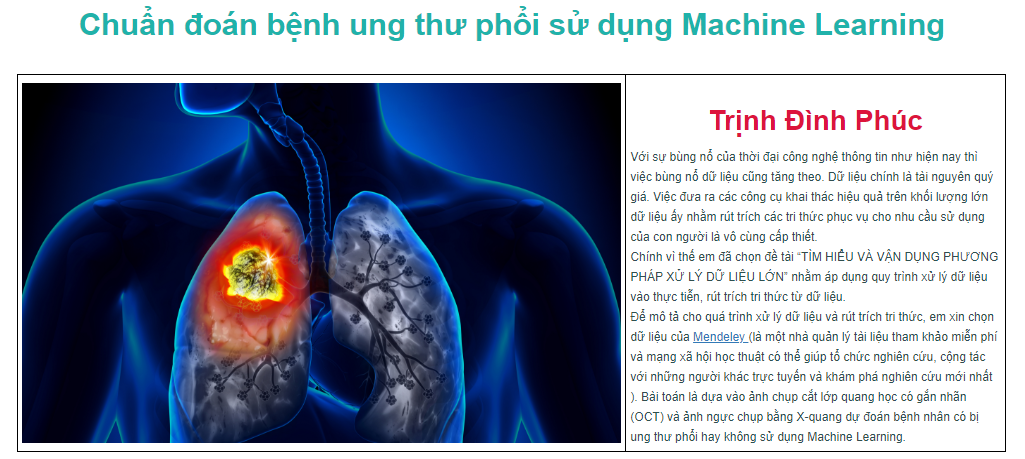 Chuẩn đoán bệnh ung thư phổi sử dụng Machine Learning
Trịnh Đình Phúc
Với sự bùng nổ của thời đại công nghệ thông tin như hiện nay thì
việc bùng nổ dữ liệu cũng tăng theo. Dữ liệu chính là tài nguyên quý
giá. Việc đưa ra các công cụ khai thác hiệu quả trên khối lượng lớn
dữ liệu ấy nhằm rút trích các tri thức phục vụ cho nhu cầu sử dụng
của con người là vô cùng cấp thiết.
Chính vì thế em đã chọn đề tài “TÌM HIỂU VÀ VẬN DỤNG PHƯƠNG
PHÁP XỬ LÝ DỮ LIỆU LỚN” nhằm áp dụng quy trình xử lý dữ liệu
vào thực tiễn, rút trích tri thức từ dữ liệu.
Để mô tả cho quá trình xử lý dữ liệu và rút trích tri thức, em xin chọn
dữ liệu của Mendeley (là một nhà quản lý tài liệu tham khảo miễn phí
và mạng xã hội học thuật có thể giúp tổ chức nghiên cứu, cộng tác
với những người khác trực tuyến và khám phá nghiên cứu mới nhất
). Bài toán là dựa vào ảnh chụp cắt lớp quang học có gắn nhãn
(OCT) và ảnh ngực chụp bằng X-quang dự đoán bệnh nhân có bị
ung thư phổi hay không sử dụng Machine Learning.